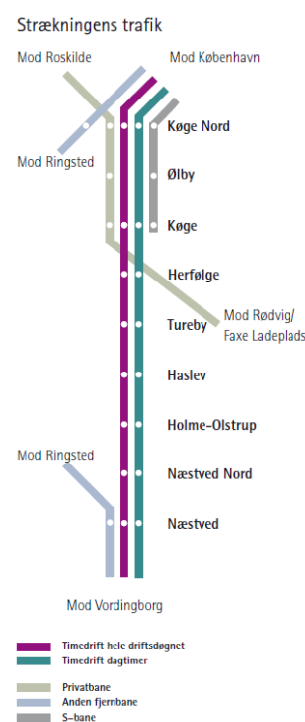 Strækningens trafik
Mod Roskilde
Mod København
Køge Nord
Mod Ringsted
Ølby
Køge
Herfølge
Mod Rødvig/
Faxe Ladeplads
Tureby
Haslev
Holme-Olstrup
Mod Ringsted
Næstved Nord
Næstved
Mod Vordingborg
Timedrift hele driftsdøgnet
Timedrift dagtimer
Privatbane
Anden fjernbane
S-bane